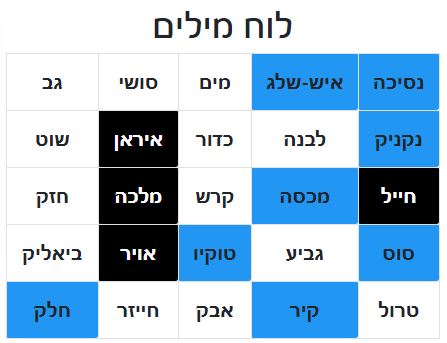 לוח מילים
נסיכה איש-שלג מים סושי גב
נקניק לבנה כדור איראן שוט
חייל מכסה קרש מלכה חזק
סוס גביע טוקיו אויר ביאליק
טרול קיר אבק חייזר חלק